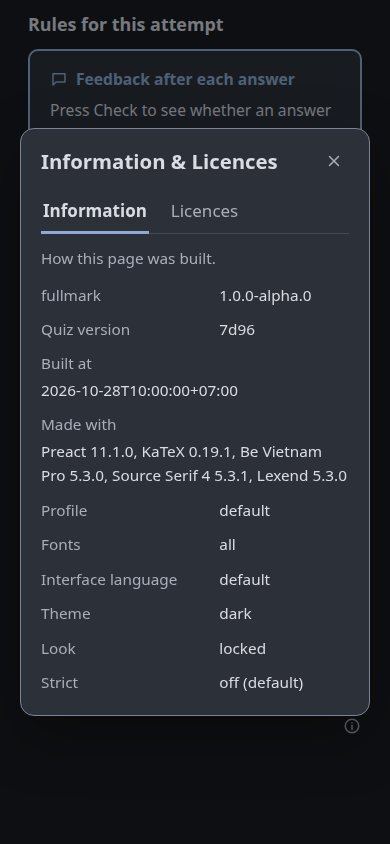 Rules for this attempt
Feedback after each answer
Press Check to see whether an answer
Information & Licences
Information Licences
How this page was built.
fullmark 1.0.0-alpha.0
Quiz version 7d96
Built at
2026-10-28T10:00:00+07:00
Made with
Preact 11.1.0, KaTeX 0.19.1, Be Vietnam
Pro 5.3.0, Source Serif 4 5.3.1, Lexend 5.3.0
Profile default
Fonts all
Interface language default
Theme dark
Look locked
Strict off (default)